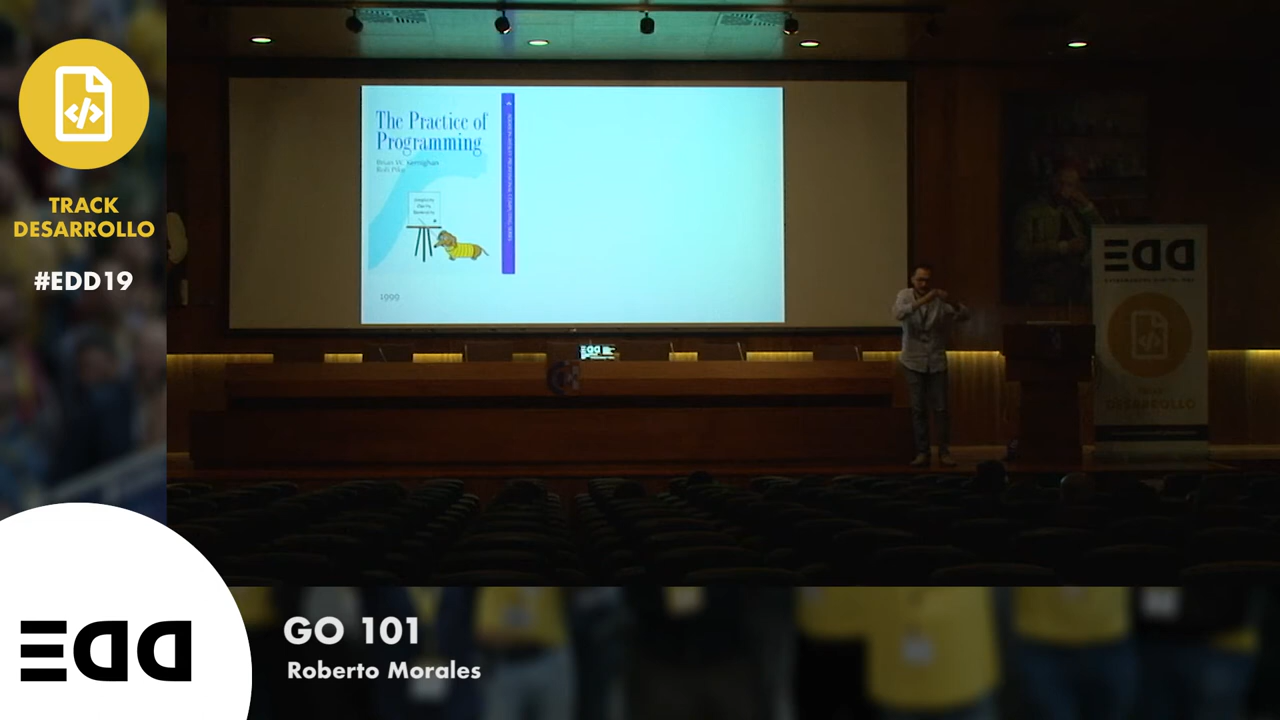 TRACK
DESARROLLO
#EDD19
The Practice of
Programming
Brian W. Kernighan
Rob Pike
1999
EDD
DESARROLLO
EDD
GO 101
Roberto Morales